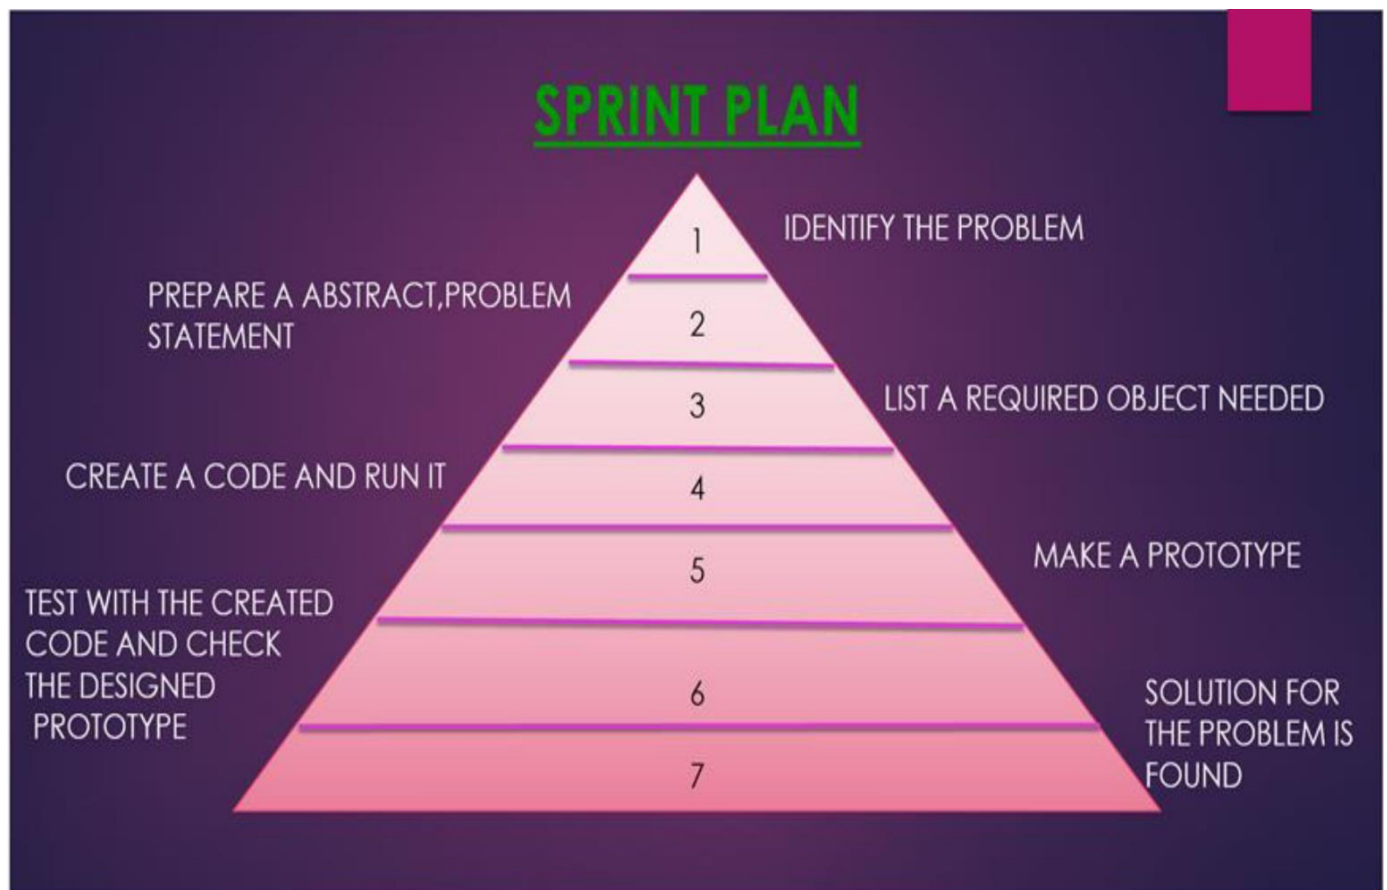 SPRINT PLAN
1
IDENTIFY THE PROBLEM
PREPARE A ABSTRACT,PROBLEM
STATEMENT
2
3
LIST A REQUIRED OBJECT NEEDED
CREATE A CODE AND RUN IT
4
5
MAKE A PROTOTYPE
TEST WITH THE CREATED
CODE AND CHECK
THE DESIGNED
PROTOTYPE
6
7
SOLUTION FOR
THE PROBLEM IS
FOUND